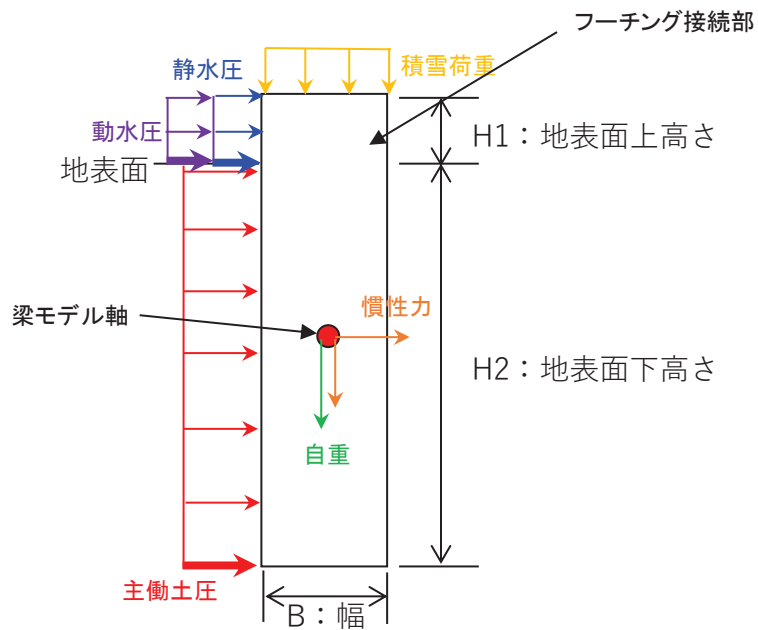 フーチング接続部
静水圧
積雪荷重
動水圧
H1：地表面上高さ
地表面
慣性力
梁モデル軸
H2：地表面下高さ
自重
主働土圧
B：幅